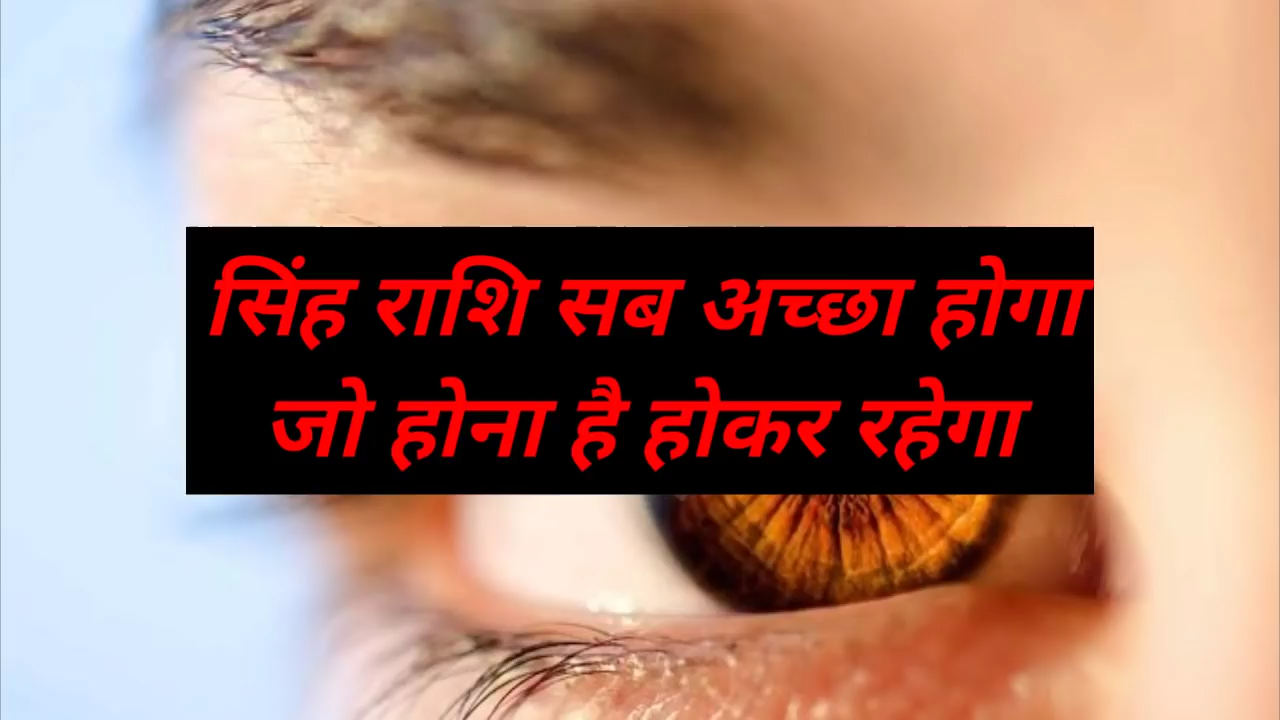 सिंह राशि सब अच्छा होगा
जो होना है होकर रहेगा